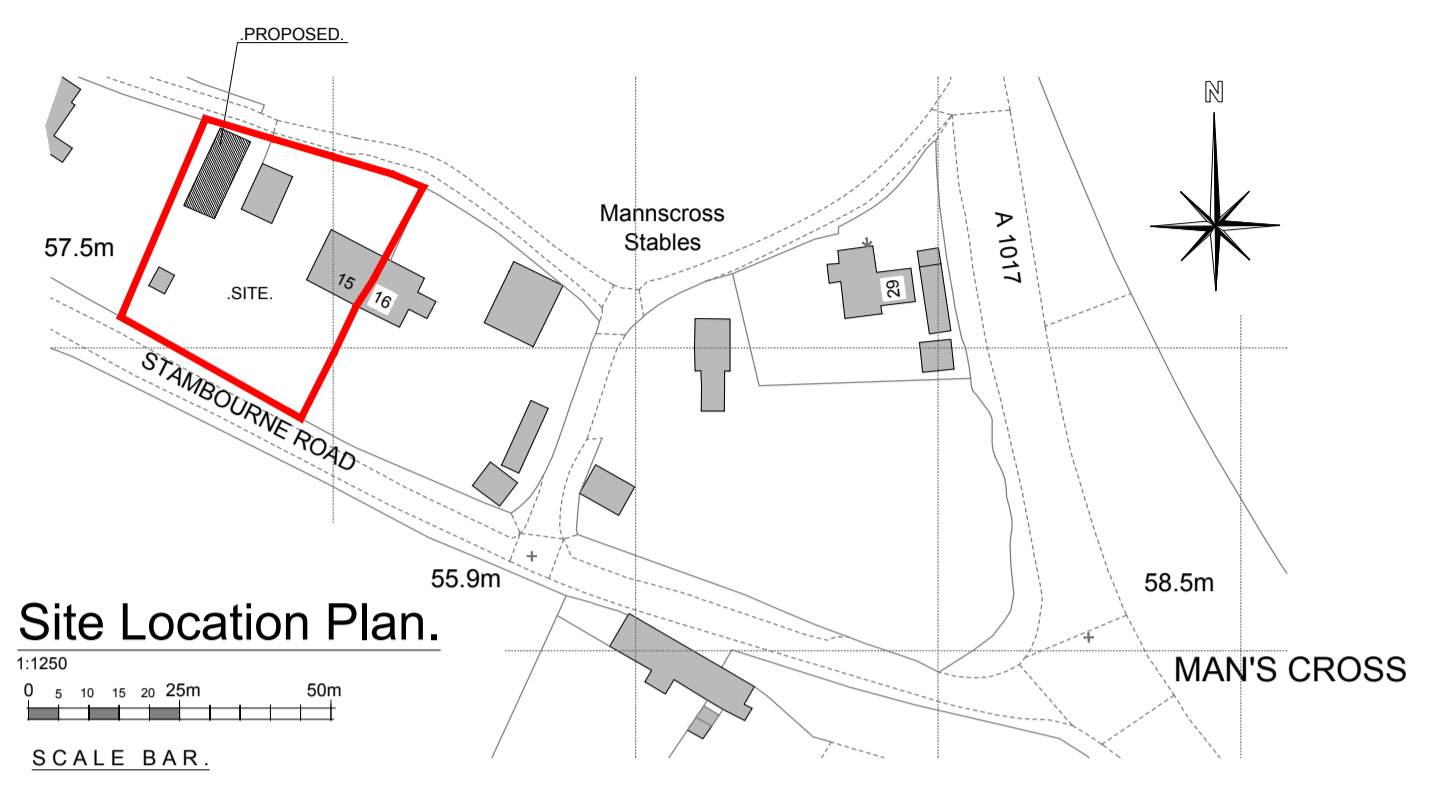 .PROPOSED.
N
Mannscross
Stables
A 1017
57.5m
15
16
29
.SITE.
STAMBOURNE ROAD
55.9m
58.5m
Site Location Plan.
1:1250
0 5 10 15 20 25m 50m
MAN'S CROSS
SCALE BAR.